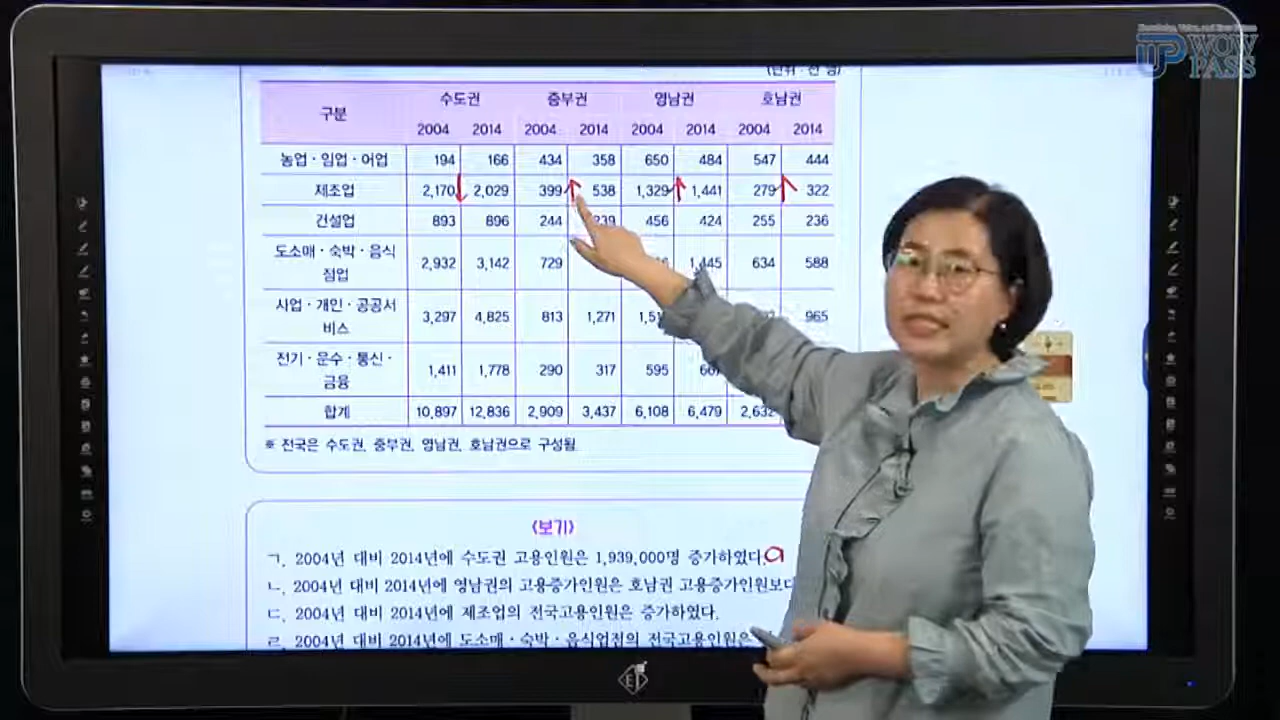 WOW
PASS
(단위 : 천 명)
구분 수도권 중부권 영남권 호남권
2004 2014 2004 2014 2004 2014 2004 2014
농업·임업·어업 194 166 434 358 650 484 547 444
제조업 2,170 2,029 399 538 1,329 1,441 279 322
건설업 893 896 244 239 456 424 255 236
도소매·숙박·음식
점업 2,932 3,142 729 634 588
사업·개인·공공서
비스 3,297 4,825 813 1,271 965
전기·운수·통신·
금융 1,411 1,778 290 317 595
합계 10,897 12,836 2,909 3,437 6,108 6,479 2,632
※ 전국은 수도권, 중부권, 영남권, 호남권으로 구성됨
〈보기〉
ㄱ. 2004년 대비 2014년에 수도권 고용인원은 1,939,000명 증가하였다.
ㄴ. 2004년 대비 2014년에 영남권의 고용증가인원은 호남권 고용증가인원보다
ㄷ. 2004년 대비 2014년에 제조업의 전국고용인원은 증가하였다.
ㄹ. 2004년 대비 2014년에 도소매·숙박·음식업점의 전국고용인원은